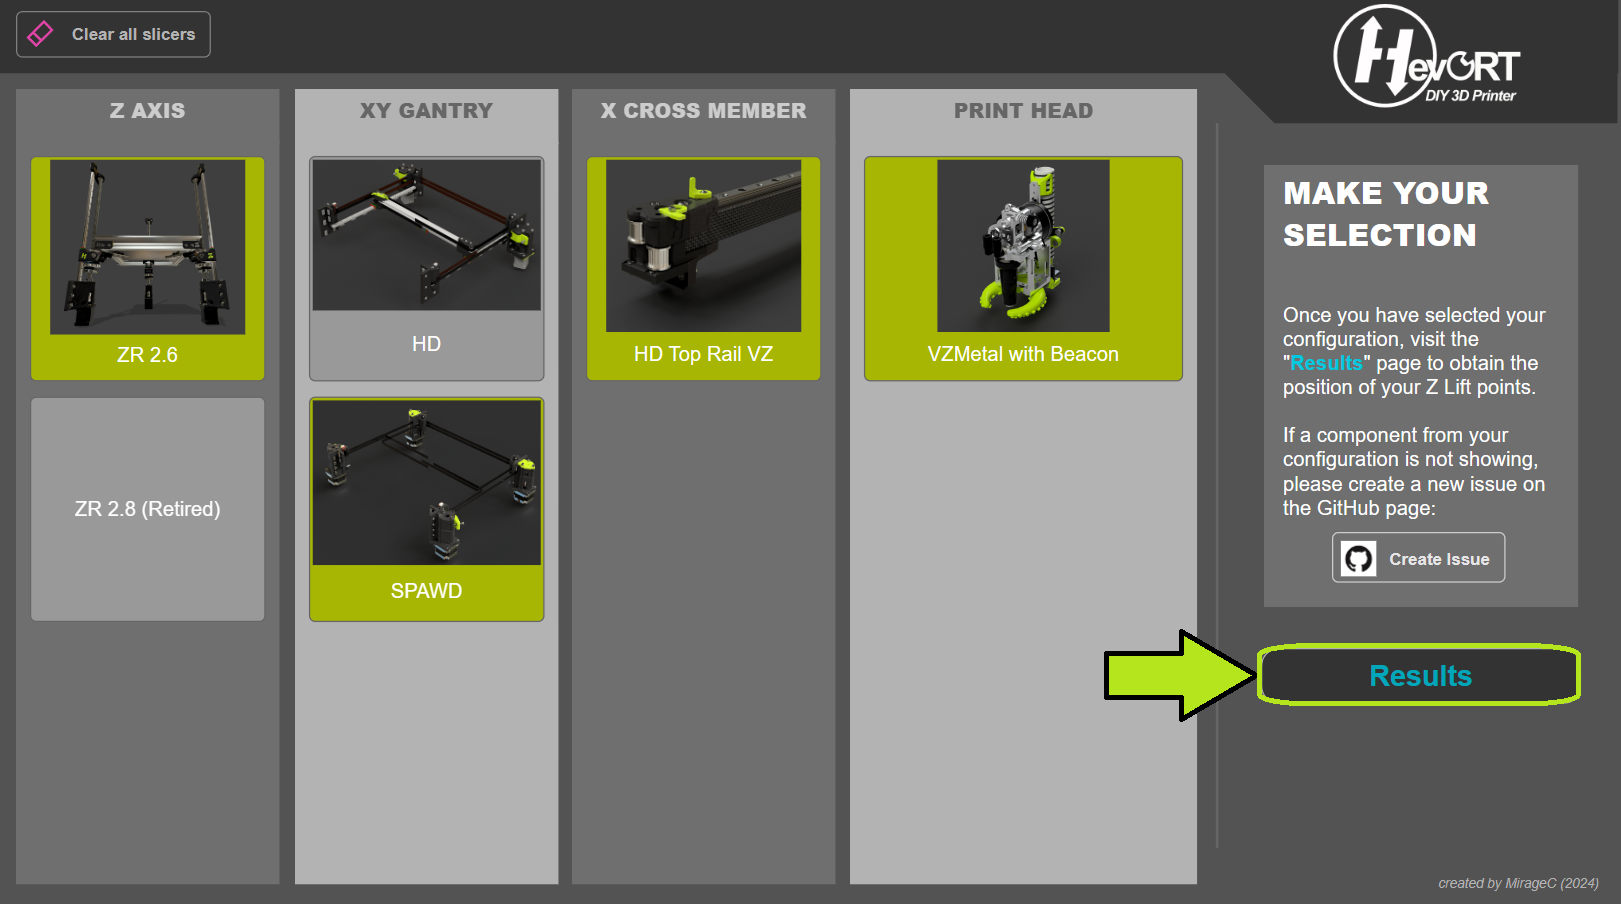 Clear all slicers
HevORT
DIY 3D Printer
Z AXIS
ZR 2.6
ZR 2.8 (Retired)
XY GANTRY
HD
SPAWD
X CROSS MEMBER
HD Top Rail VZ
PRINT HEAD
VZMetal with Beacon
MAKE YOUR
SELECTION
Once you have selected your
configuration, visit the
"Results" page to obtain the
position of your Z Lift points.
If a component from your
configuration is not showing,
please create a new issue on
the GitHub page:
Create Issue
Results
created by MirageC (2024)